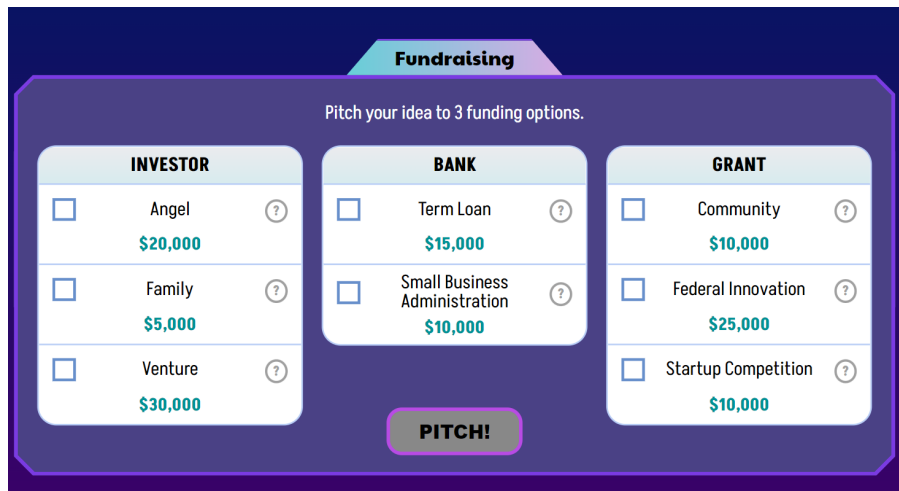 Fundraising
Pitch your idea to 3 funding options.
INVESTOR
Angel
?
$20,000
Family
?
$5,000
Venture
?
$30,000
BANK
Term Loan
?
$15,000
Small Business
Administration
?
$10,000
GRANT
Community
?
$10,000
Federal Innovation
?
$25,000
Startup Competition
?
$10,000
PITCH!